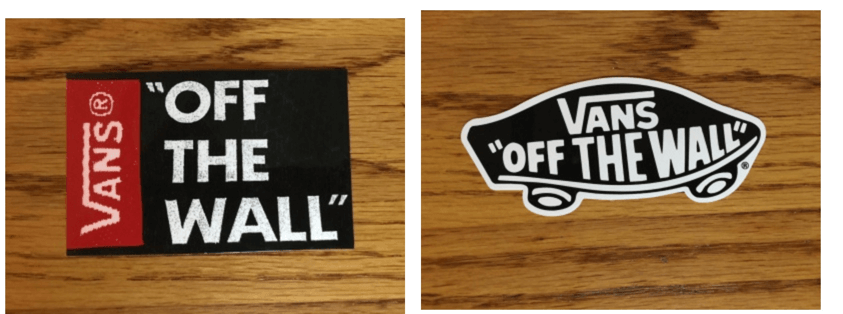 VANS®
"OFF
THE
WALL"
VANS
"OFF THE WALL"
®